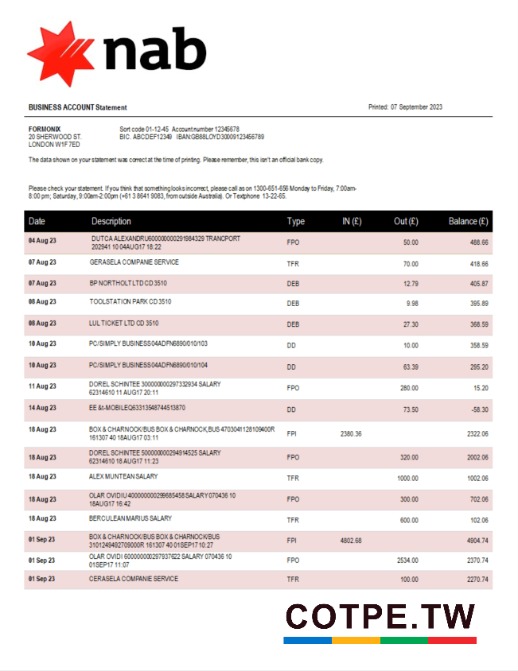 nab
BUSINESS ACCOUNT Statement
Printed: 07 September 2023
FORMONIX
20 SHERWOOD ST.
LONDON W1F7ED
Sort code 01-12-45 Account number 12345678
BIC: ABCDEF12349 IBAN:GB88LOYD30009123456789
The data shown on your statement was correct at the time of printing. Please remember, this isn't an official bank copy.
Please check your statement. If you think that something looks incorrect, please call as on 1300-651-656 Monday to Friday, 7:00am-
8:00 pm; Saturday, 9:00am-2:00pm (+61 3 8641 9083, from outside Australia). Or Textphone 13-22-65.
Date Description Type IN (£) Out (£) Balance (£)
04 Aug 23 DUTCA ALEXANDRU600000000291984329 TRANCPORT FPO 50.00 488.66
202941 10 04AUG17 18:22
07 Aug 23 GERASELA COMPANIE SERVICE TFR 70.00 418.66
07 Aug 23 BP NORTHOLT LTD CD 3510 DEB 12.79 405.87
08 Aug 23 TOOLSTATION PARK CD 3510 DEB 9.98 395.89
08 Aug 23 LUL TICKET LTD CD 3510 DEB 27.30 368.59
10 Aug 23 PC/SIMPLY BUSINESS04ADFN6890/010/103 DD 10.00 358.59
10 Aug 23 PC/SIMPLY BUSINESS04ADFN6890/010/104 DD 63.39 295.20
11 Aug 23 DOREL SCHINTEE 300000000297332934 SALARY FPO 280.00 15.20
62314610 11 AUG17 20:11
14 Aug 23 EE &t-MOBILEQ63313548744513870 DD 73.50 -58.30
18 Aug 23 BOX & CHARNOCK/BUS BOX & CHARNOCK,BUS 4703041128109400R FPI 2380.36 2322.06
161307 40 18AUG17 03:11
18 Aug 23 DOREL SCHINTEE 500000000294914525 SALARY FPO 320.00 2002.06
62314610 18AUG17 11:23
18 Aug 23 ALEX MUNTEAN SALARY TFR 1000.00 1002.06
18 Aug 23 OLAR OVIDIU 400000000299885458 SALARY 070436 10 FPO 300.00 702.06
18AUG17 16:42
18 Aug 23 BERCULEAN MARIUS SALARY TFR 600.00 102.06
01 Sep 23 BOX & CHARNOCK/BUS BOX & CHARNOCK/BUS FPI 4802.68 4904.74
3101249492709000R 161307 40 01SEP17 10:27
01 Sep 23 OLAR OVIDI 600000000297937622 SALARY 070436 10 FPO 2534.00 2370.74
01SEP17 11:07
01 Sep 23 CERASELA COMPANIE SERVICE TFR 100.00 2270.74
COTPE.TW